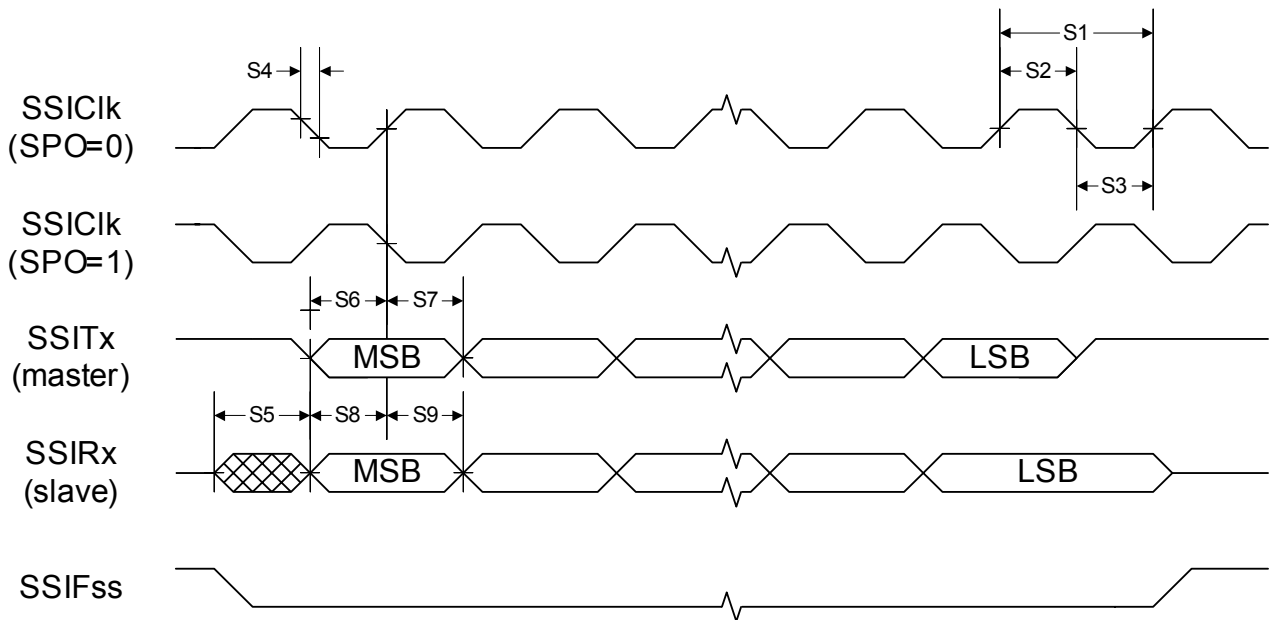 S1
S4
S2
SSIClk
(SPO=0)
S3
SSIClk
(SPO=1)
S6
S7
SSITx
(master)
MSB
LSB
S5
S8
S9
SSIRx
(slave)
MSB
LSB
SSIFss